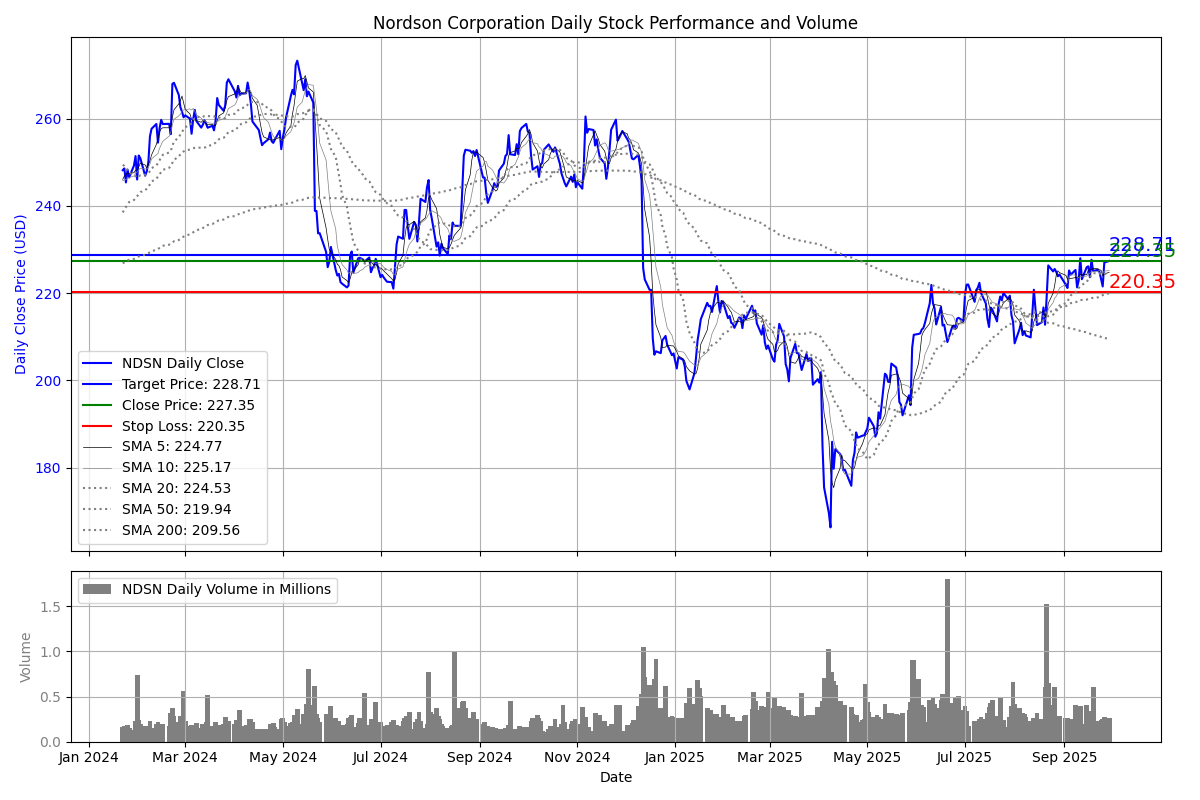 Nordson Corporation Daily Stock Performance and Volume
Daily Close Price (USD)
260
240
220
200
180
228.71
227.35
220.35
NDSN Daily Close
Target Price: 228.71
Close Price: 227.35
Stop Loss: 220.35
SMA 5: 224.77
SMA 10: 225.17
SMA 20: 224.53
SMA 50: 219.94
SMA 200: 209.56
Volume
1.5
1.0
0.5
0.0
NDSN Daily Volume in Millions
Jan 2024 Mar 2024 May 2024 Jul 2024 Sep 2024 Nov 2024 Jan 2025 Mar 2025 May 2025 Jul 2025 Sep 2025
Date